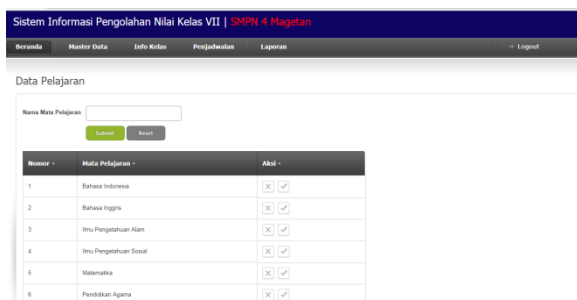 Sistem Informasi Pengolahan Nilai Kelas VII | SMPN 4 Magetan
Beranda Master Data Info Kelas Penjadwalan Laporan Logout
Data Pelajaran
Nama Mata Pelajaran
Submit Reset
Nomor Mata Pelajaran Aksi
1 Bahasa Indonesia
2 Bahasa Inggris
3 Ilmu Pengetahuan Alam
4 Ilmu Pengetahuan Sosial
5 Matematika
6 Pendidikan Agama